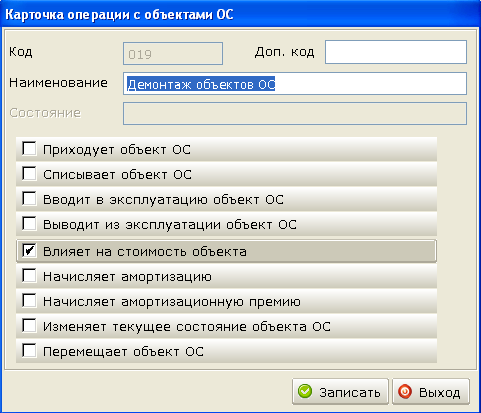 Карточка операции с объектами ОС
Код 019 Доп. код
Наименование Демонтаж объектов ОС
Состояние
Приходует объект ОС
Списывает объект ОС
Вводит в эксплуатацию объект ОС
Выводит из эксплуатации объект ОС
Влияет на стоимость объекта
Начисляет амортизацию
Начисляет амортизационную премию
Изменяет текущее состояние объекта ОС
Перемещает объект ОС
Записать Выход